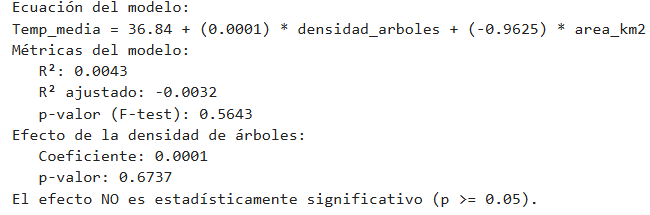 Ecuación del modelo:
Temp_media = 36.84 + (0.0001) * densidad_arboles + (-0.9625) * area_km2
Métricas del modelo:
R²: 0.0043
R² ajustado: -0.0032
p-valor (F-test): 0.5643
Efecto de la densidad de árboles:
Coeficiente: 0.0001
p-valor: 0.6737
El efecto NO es estadísticamente significativo (p >= 0.05).